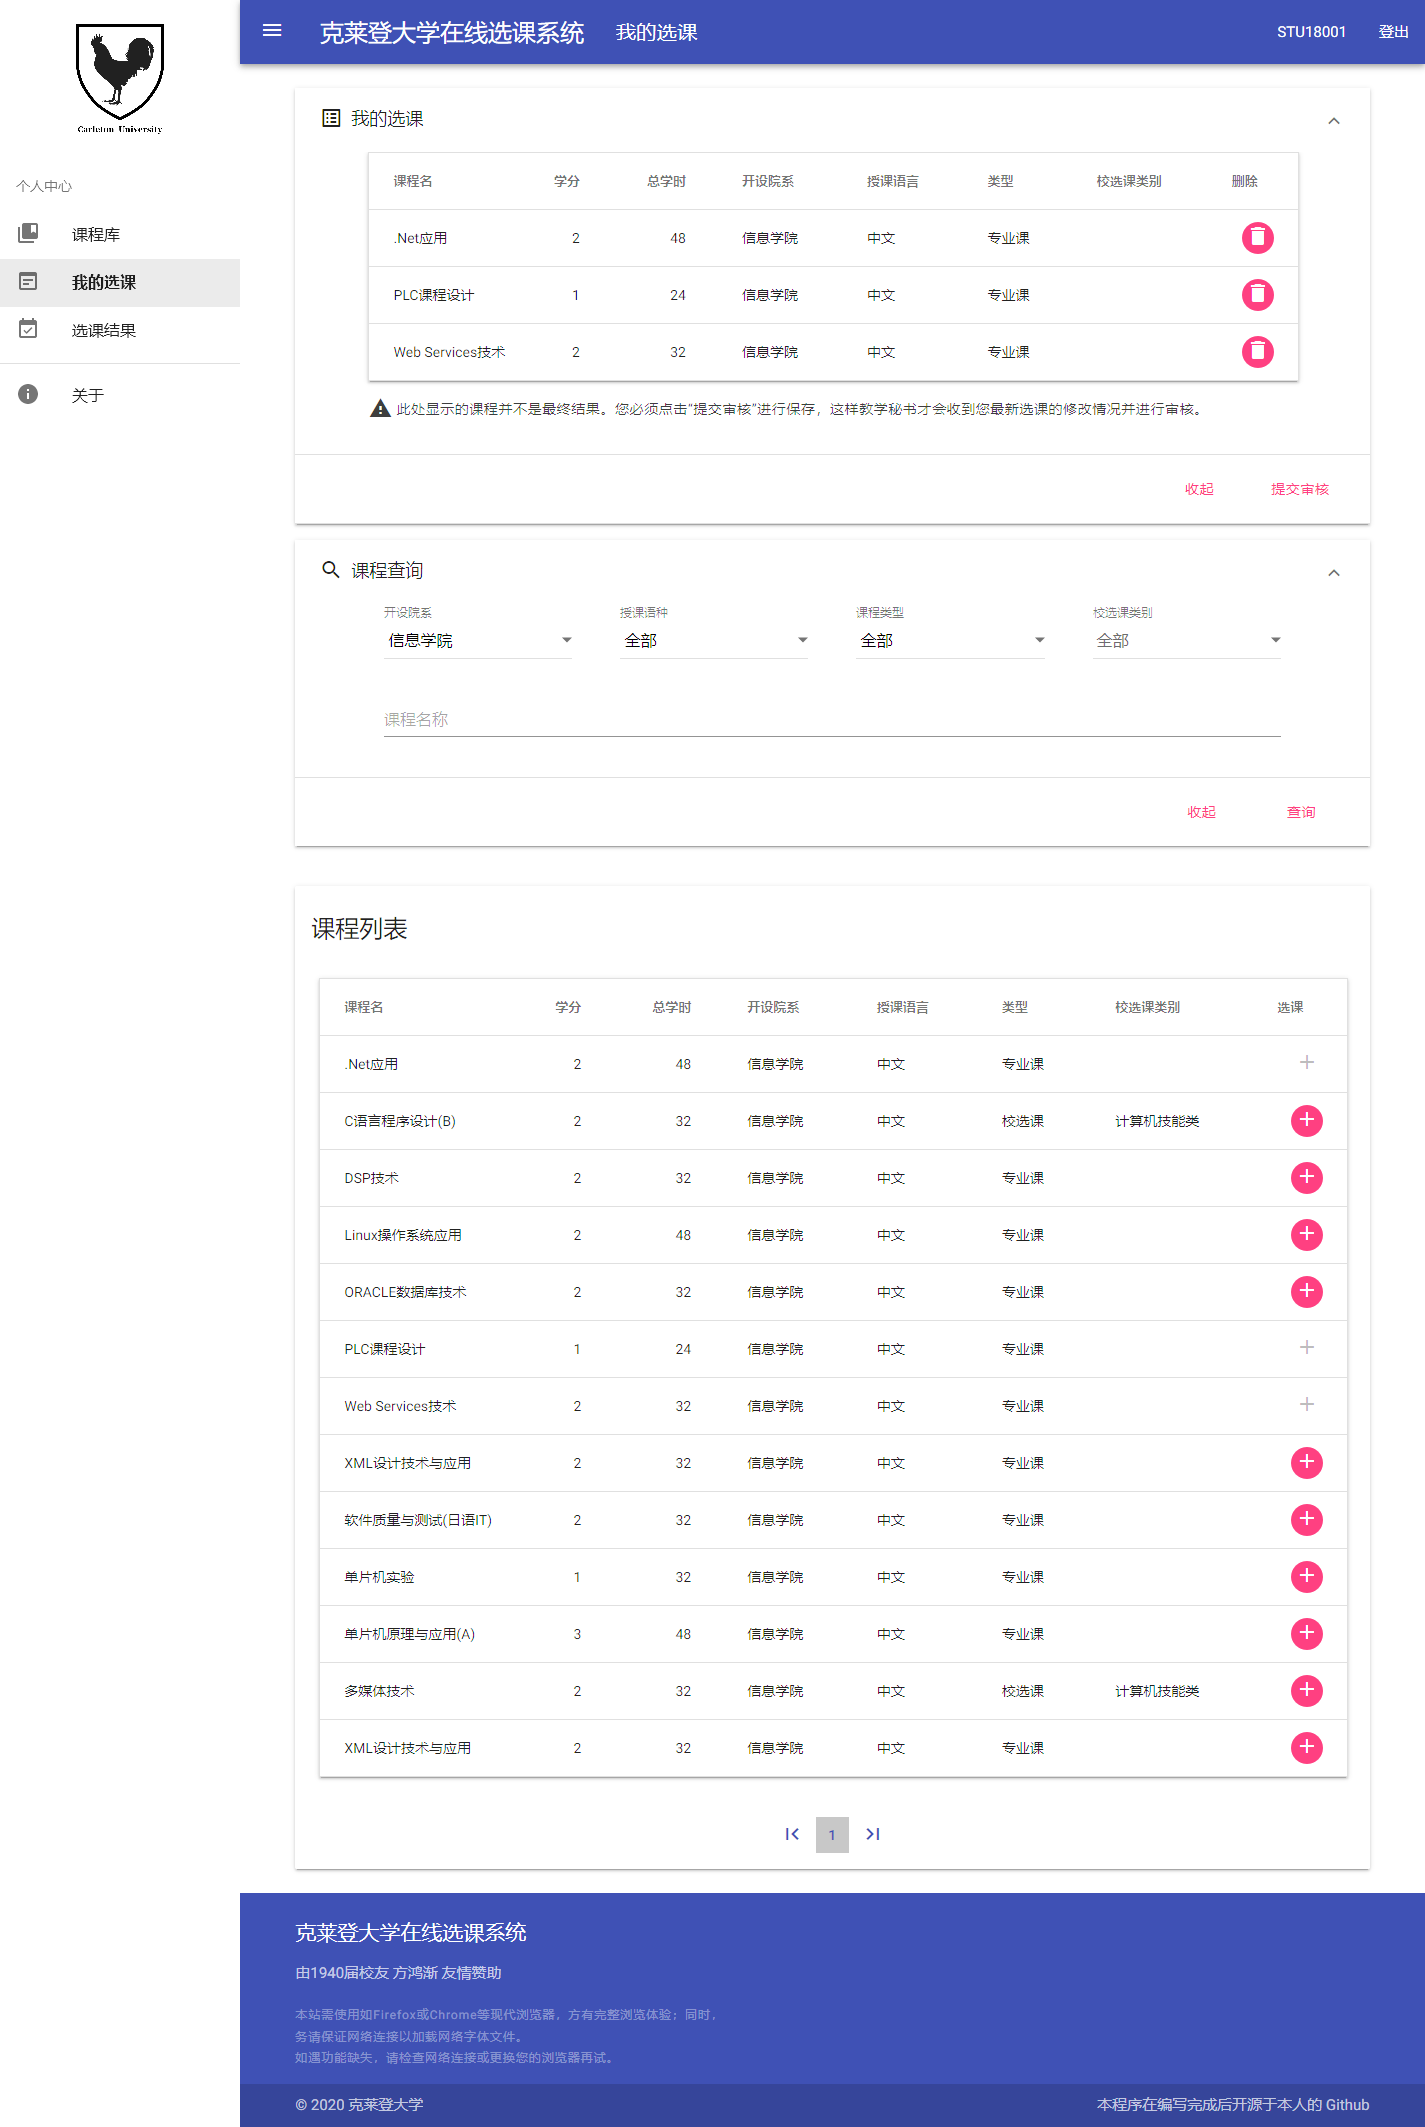 克莱登大学在线选课系统 我的选课 STU18001 登出
Carleton University
个人中心
课程库
我的选课
选课结果
关于
我的选课
课程名 学分 总学时 开设院系 授课语言 类型 校选课类别 删除
.Net应用 2 48 信息学院 中文 专业课
PLC课程设计 1 24 信息学院 中文 专业课
Web Services技术 2 32 信息学院 中文 专业课
此处显示的课程并不是最终结果。您必须点击“提交审核”进行保存，这样教学秘书才会收到您最新选课的修改情况并进行审核。
收起 提交审核
课程查询
开设院系 授课语种 课程类型 校选课类别
信息学院 全部 全部 全部
课程名称
收起 查询
课程列表
课程名 学分 总学时 开设院系 授课语言 类型 校选课类别 选课
.Net应用 2 48 信息学院 中文 专业课
C语言程序设计(B) 2 32 信息学院 中文 校选课 计算机技能类
DSP技术 2 32 信息学院 中文 专业课
Linux操作系统应用 2 48 信息学院 中文 专业课
ORACLE数据库技术 2 32 信息学院 中文 专业课
PLC课程设计 1 24 信息学院 中文 专业课
Web Services技术 2 32 信息学院 中文 专业课
XML设计技术与应用 2 32 信息学院 中文 专业课
软件质量与测试(日语IT) 2 32 信息学院 中文 专业课
单片机实验 1 32 信息学院 中文 专业课
单片机原理与应用(A) 3 48 信息学院 中文 专业课
多媒体技术 2 32 信息学院 中文 校选课 计算机技能类
XML设计技术与应用 2 32 信息学院 中文 专业课
1
克莱登大学在线选课系统
由1940届校友 方鸿渐 友情赞助
本站需使用如Firefox或Chrome等现代浏览器，方有完整浏览体验；同时，
务请保证网络连接以加载网络字体文件。
如遇功能缺失，请检查网络连接或更换您的浏览器再试。
© 2020 克莱登大学 本程序在编写完成后开源于本人的 Github